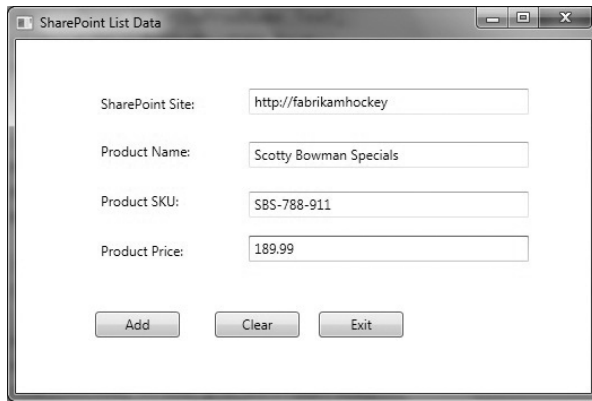 SharePoint List Data
SharePoint Site: http://fabrikamhockey
Product Name: Scotty Bowman Specials
Product SKU: SBS-788-911
Product Price: 189.99
Add Clear Exit